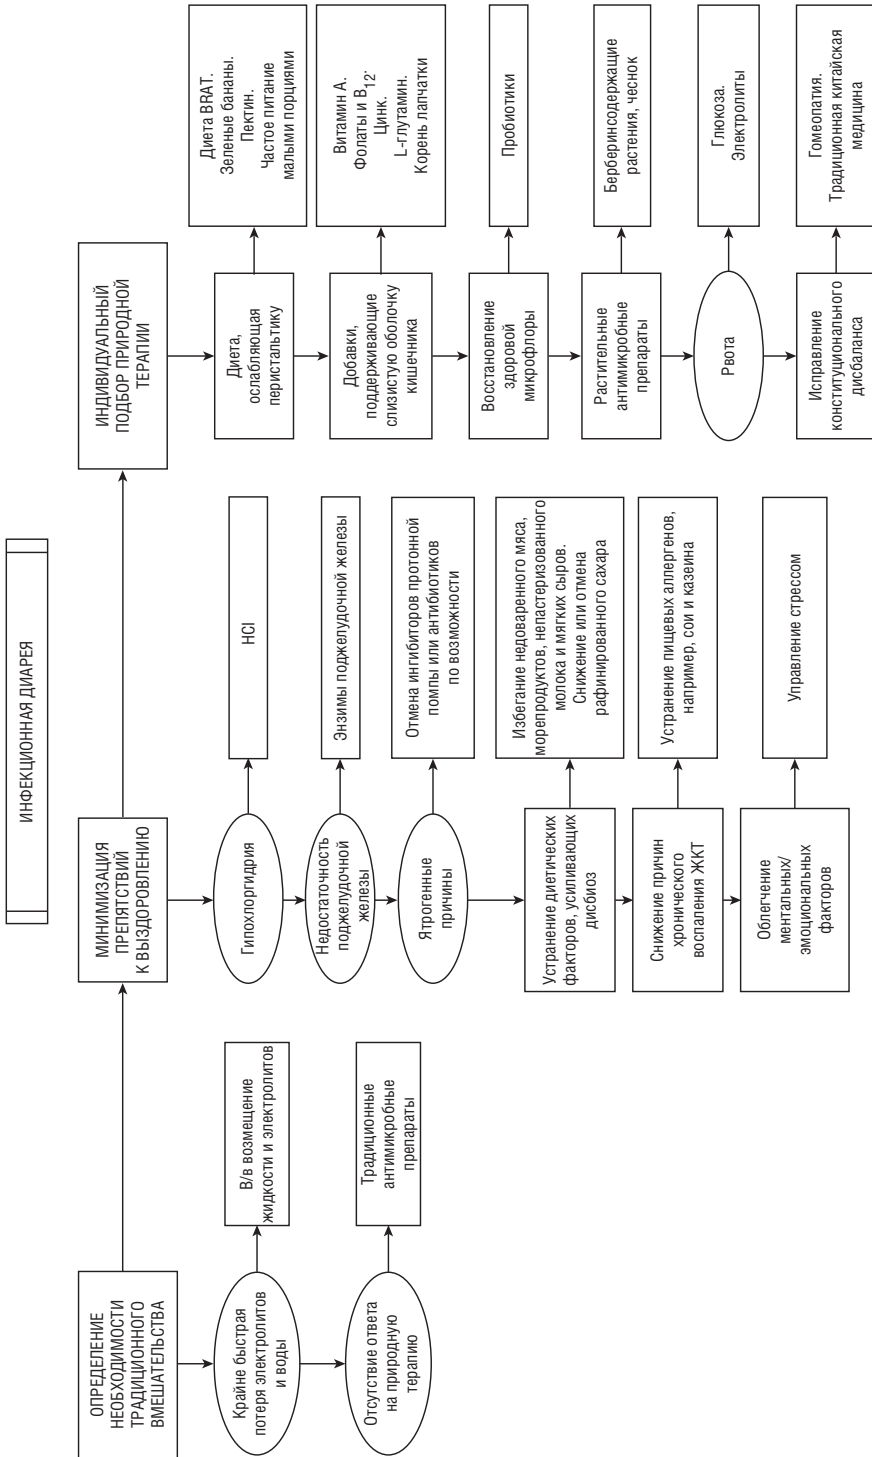 ИНФЕКЦИОННАЯ ДИАРЕЯ
ОПРЕДЕЛЕНИЕ
НЕОБХОДИМОСТИ
ТРАДИЦИОННОГО
ВМЕШАТЕЛЬСТВА
Крайне быстрая
потеря электролитов
и воды
В/в возмещение
жидкости и электролитов
Отсутствие ответа
на природную
терапию
Традиционные
антимикробные
препараты
МИНИМИЗАЦИЯ
ПРЕПЯТСТВИЙ
К ВЫЗДОРОВЛЕНИЮ
Гипохлоргидрия
HCl
Недостаточность
поджелудочной
железы
Энзимы поджелудочной железы
Ятрогенные
причины
Отмена ингибиторов протонной
помпы или антибиотиков
по возможности
Устранение диетических
факторов, усиливающих
дисбиоз
Избегание недоваренного мяса,
морепродуктов, непастеризованного
молока и мягких сыров.
Снижение или отмена
рафинированного сахара
Снижение причин
хронического
воспаления ЖКТ
Устранение пищевых аллергенов,
например, сои и казеина
Облегчение
ментальных/
эмоциональных
факторов
Управление стрессом
ИНДИВИДУАЛЬНЫЙ
ПОДБОР ПРИРОДНОЙ
ТЕРАПИИ
Диета,
ослабляющая
перистальтику
Диета BRAT.
Зеленые бананы.
Пектин.
Частое питание
малыми порциями
Добавки,
поддерживающие
слизистую оболочку
кишечника
Витамин А.
Фолаты и B12.
Цинк.
L-глутамин.
Корень лапчатки
Восстановление
здоровой
микрофлоры
Пробиотики
Растительные
антимикробные
препараты
Берберинсодержащие
растения, чеснок
Рвота
Глюкоза.
Электролиты
Исправление
конституционального
дисбаланса
Гомеопатия.
Традиционная китайская
медицина